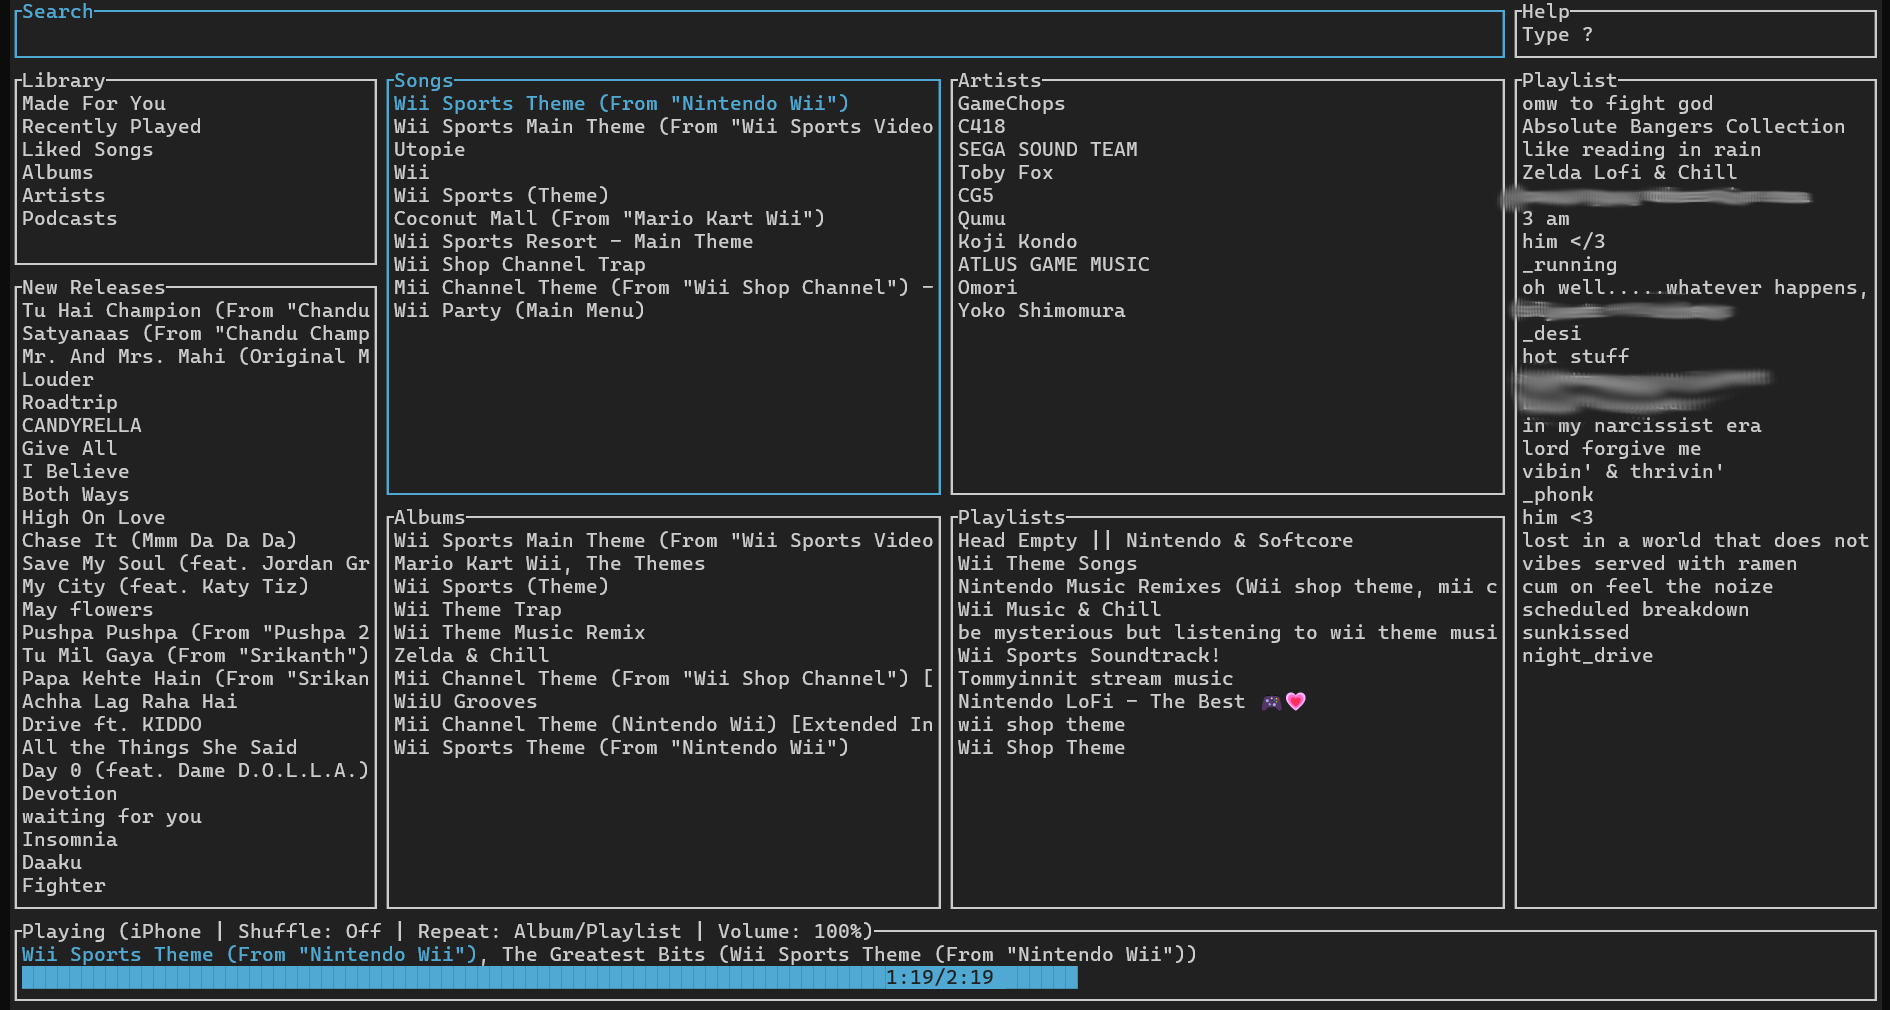 Search
Help
Type ?
Library
Made For You
Recently Played
Liked Songs
Albums
Artists
Podcasts
New Releases
Tu Hai Champion (From "Chandu
Satyanaas (From "Chandu Champ
Mr. And Mrs. Mahi (Original M
Louder
Roadtrip
CANDYRELLA
Give All
I Believe
Both Ways
High On Love
Chase It (Mmm Da Da Da)
Save My Soul (feat. Jordan Gr
My City (feat. Katy Tiz)
May flowers
Pushpa Pushpa (From "Pushpa 2
Tu Mil Gaya (From "Srikanth")
Papa Kehte Hain (From "Srikan
Achha Lag Raha Hai
Drive ft. KIDDO
All the Things She Said
Day 0 (feat. Dame D.O.L.L.A.)
Devotion
waiting for you
Insomnia
Daaku
Fighter
Songs
Wii Sports Theme (From "Nintendo Wii")
Wii Sports Main Theme (From "Wii Sports Video
Utopie
Wii
Wii Sports (Theme)
Coconut Mall (From "Mario Kart Wii")
Wii Sports Resort - Main Theme
Wii Shop Channel Trap
Mii Channel Theme (From "Wii Shop Channel") -
Wii Party (Main Menu)
Artists
GameChops
C418
SEGA SOUND TEAM
Toby Fox
CG5
Qumu
Koji Kondo
ATLUS GAME MUSIC
Omori
Yoko Shimomura
Albums
Wii Sports Main Theme (From "Wii Sports Video
Mario Kart Wii, The Themes
Wii Sports (Theme)
Wii Theme Trap
Wii Theme Music Remix
Zelda & Chill
Mii Channel Theme (From "Wii Shop Channel") [
WiiU Grooves
Mii Channel Theme (Nintendo Wii) [Extended In
Wii Sports Theme (From "Nintendo Wii")
Playlists
Head Empty || Nintendo & Softcore
Wii Theme Songs
Nintendo Music Remixes (Wii shop theme, mii c
Wii Music & Chill
be mysterious but listening to wii theme musi
Wii Sports Soundtrack!
Tommyinnit stream music
Nintendo LoFi - The Best 🎮💗
wii shop theme
Wii Shop Theme
Playlist
omw to fight god
Absolute Bangers Collection
like reading in rain
Zelda Lofi & Chill
3 am
him </3
_running
oh well.....whatever happens,
_desi
hot stuff
in my narcissist era
lord forgive me
vibin' & thrivin'
_phonk
him <3
lost in a world that does not
vibes served with ramen
cum on feel the noize
scheduled breakdown
sunkissed
night_drive
Playing (iPhone | Shuffle: Off | Repeat: Album/Playlist | Volume: 100%)
Wii Sports Theme (From "Nintendo Wii"), The Greatest Bits (Wii Sports Theme (From "Nintendo Wii"))
1:19/2:19